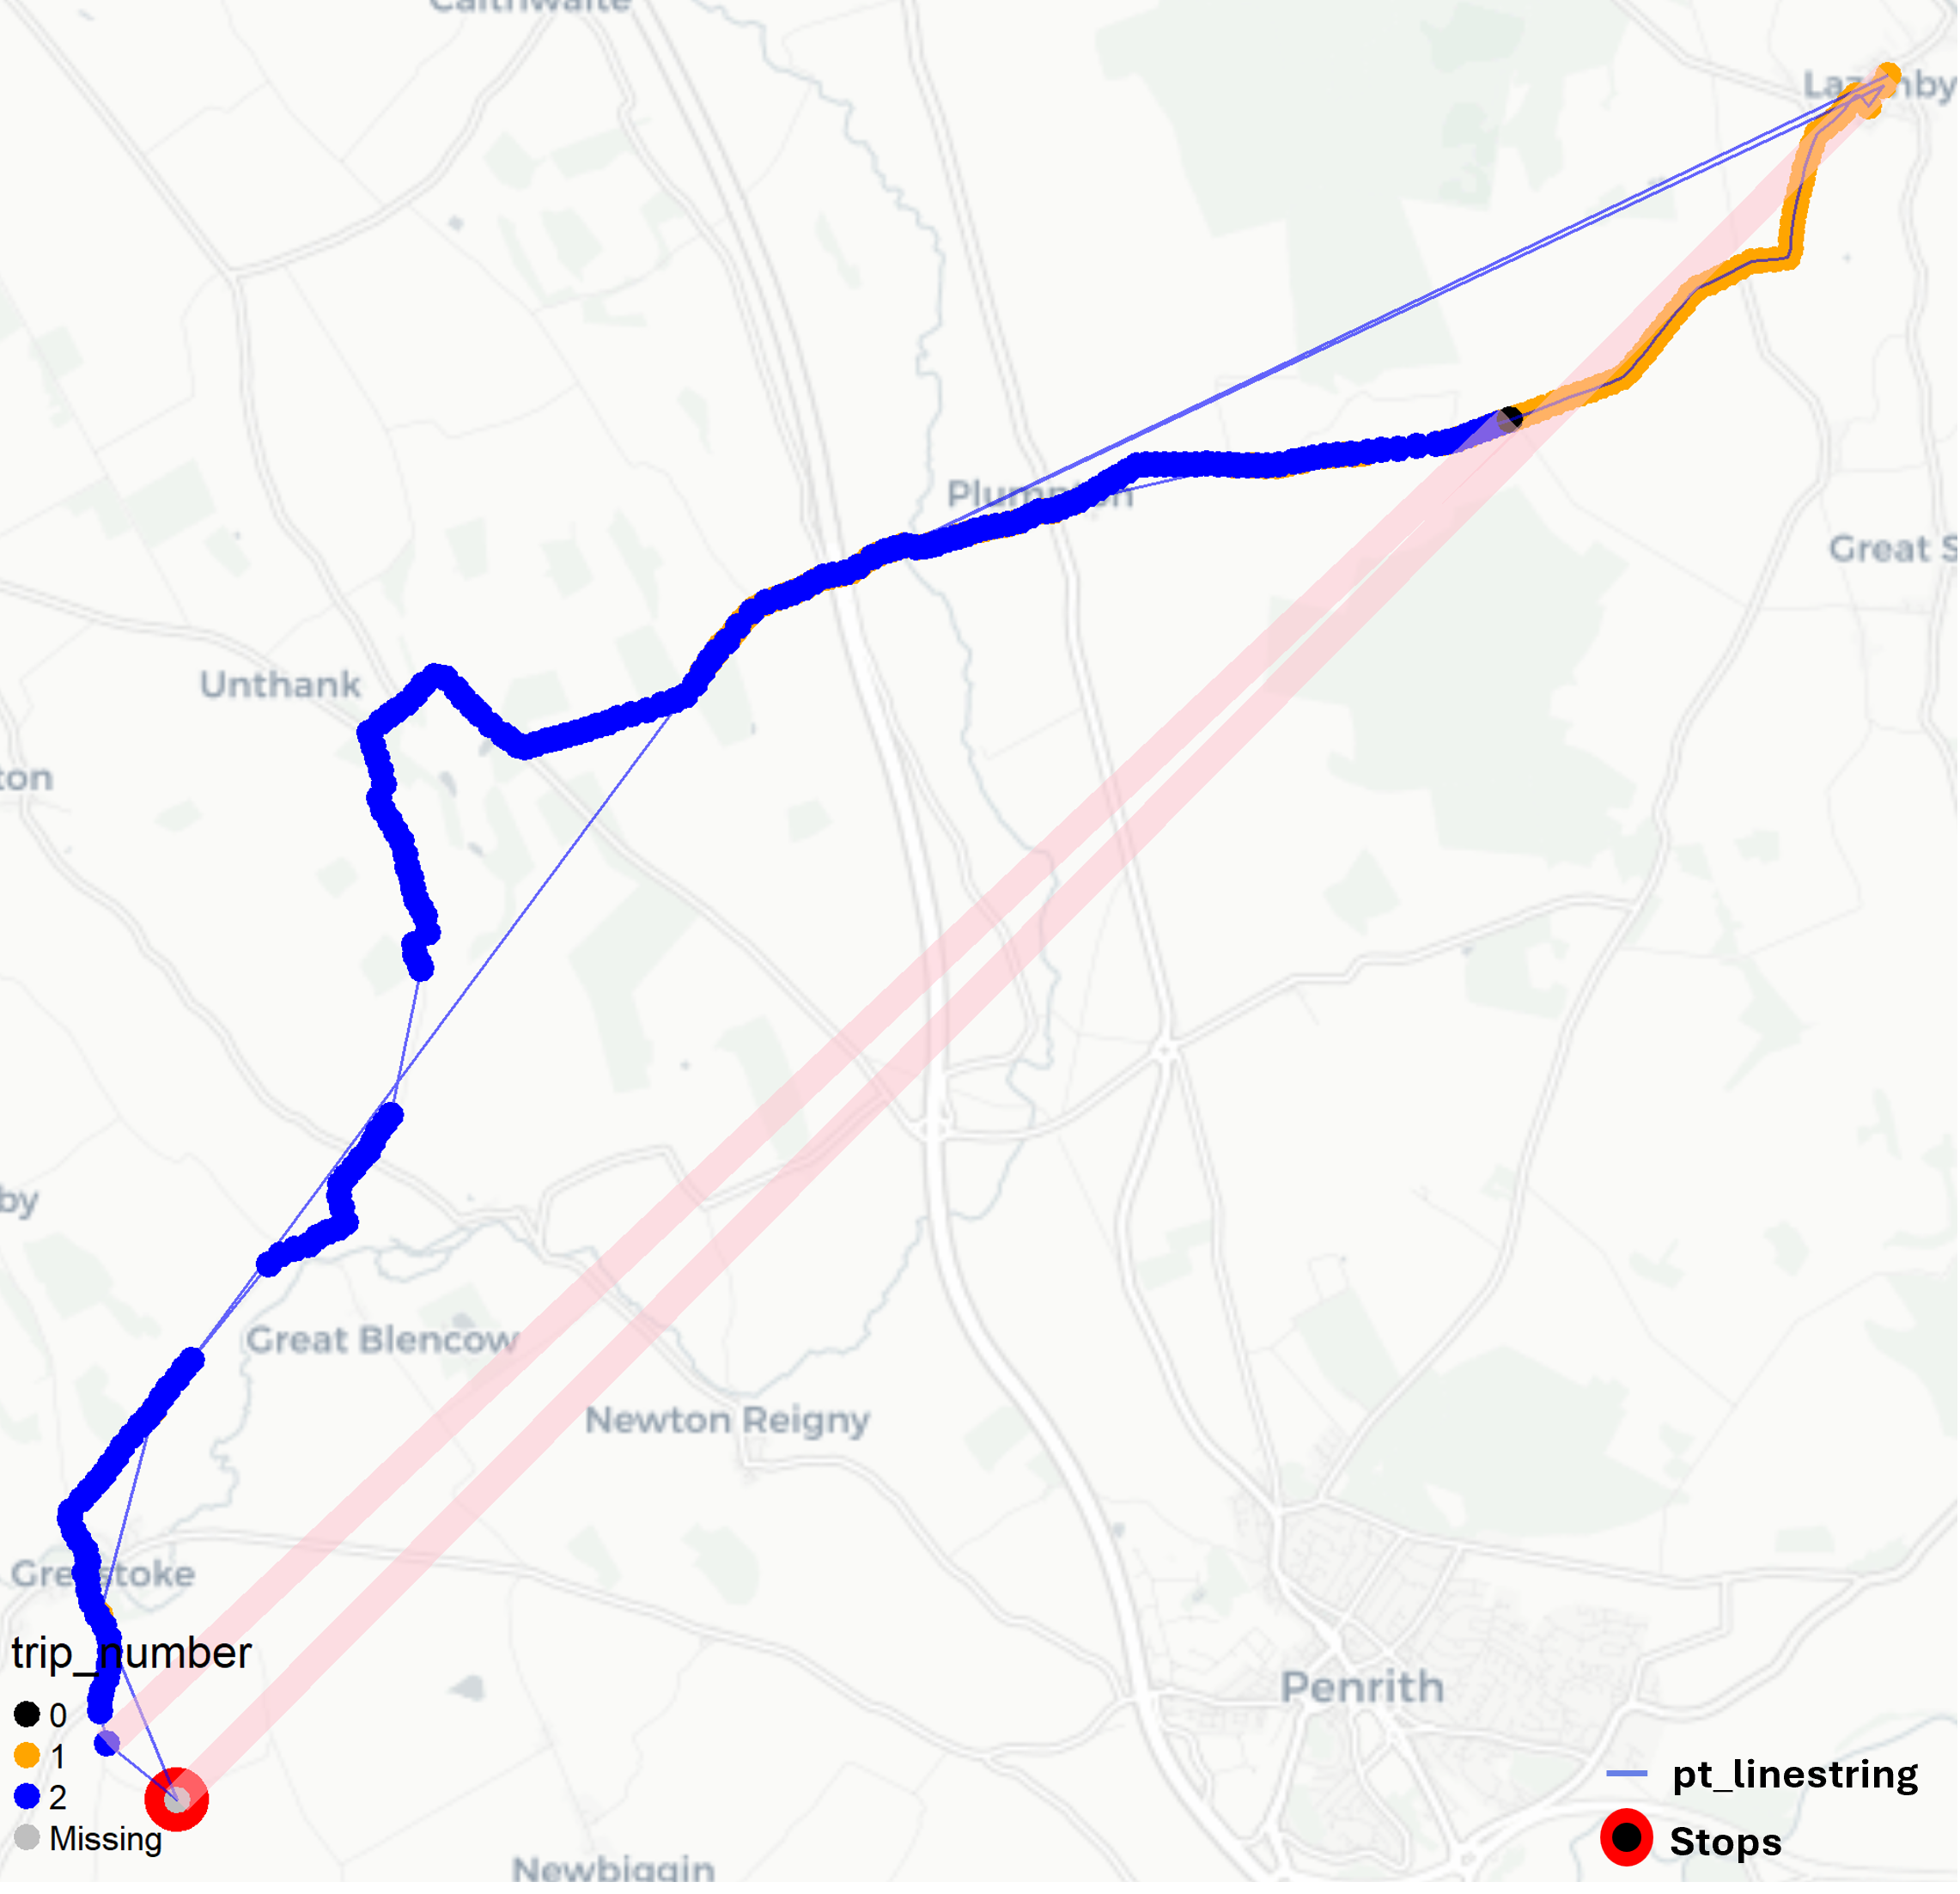 Calthwaite
Lazonby
Plumpton
Great S
Unthank
ton
by
Great Blencow
Newton Reigny
Greystoke
trip_number
0
1
2
Missing
Penrith
pt_linestring
Stops
Newbiggin